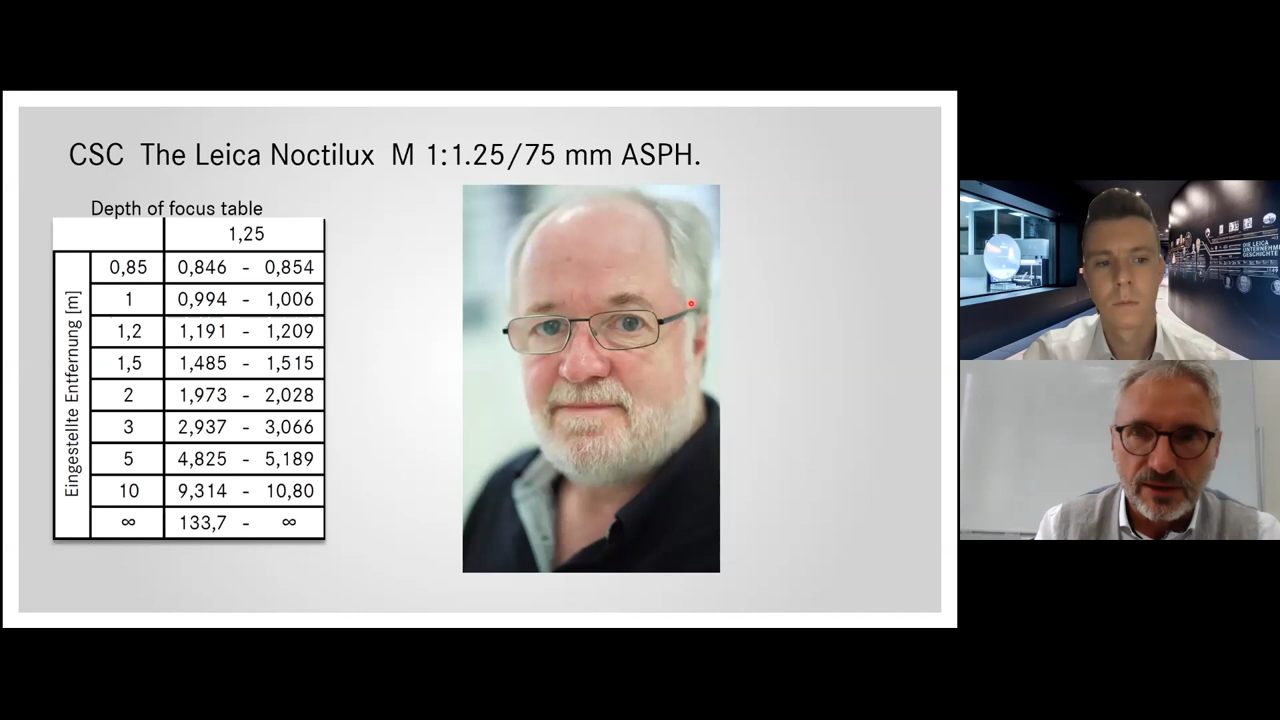 CSC The Leica Noctilux M 1:1.25/75 mm ASPH.
Depth of focus table
1,25
Eingestellte Entfernung [m]
0,85 0,846 - 0,854
1 0,994 - 1,006
1,2 1,191 - 1,209
1,5 1,485 - 1,515
2 1,973 - 2,028
3 2,937 - 3,066
5 4,825 - 5,189
10 9,314 - 10,80
∞ 133,7 - ∞
DIE LEICA
UNTERNEHMEN
GESCHICHTE